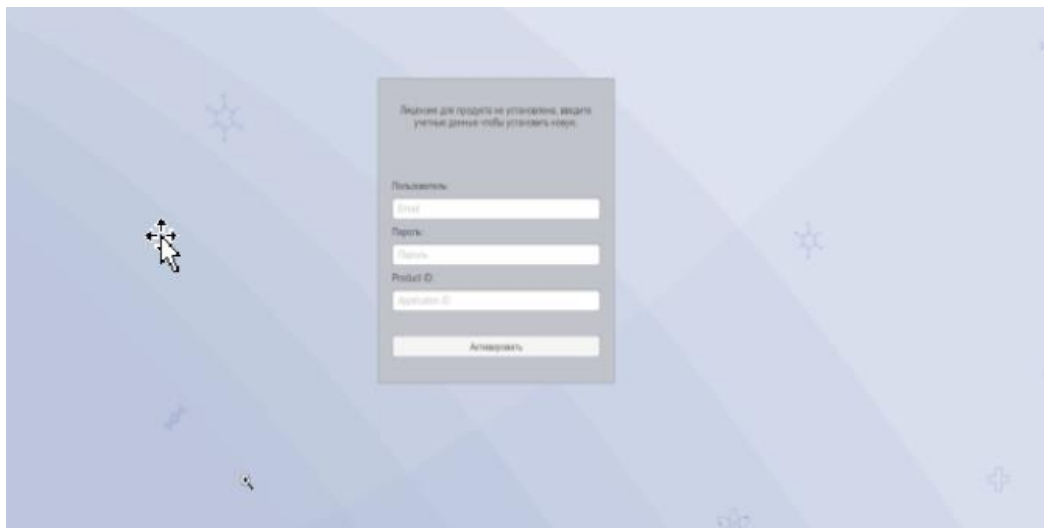 Лицензия для продукта не установлена, введите
учетные данные чтобы установить новую.
Пользователь:
Email
Пароль:
Пароль
Product ID:
Application ID
Активировать